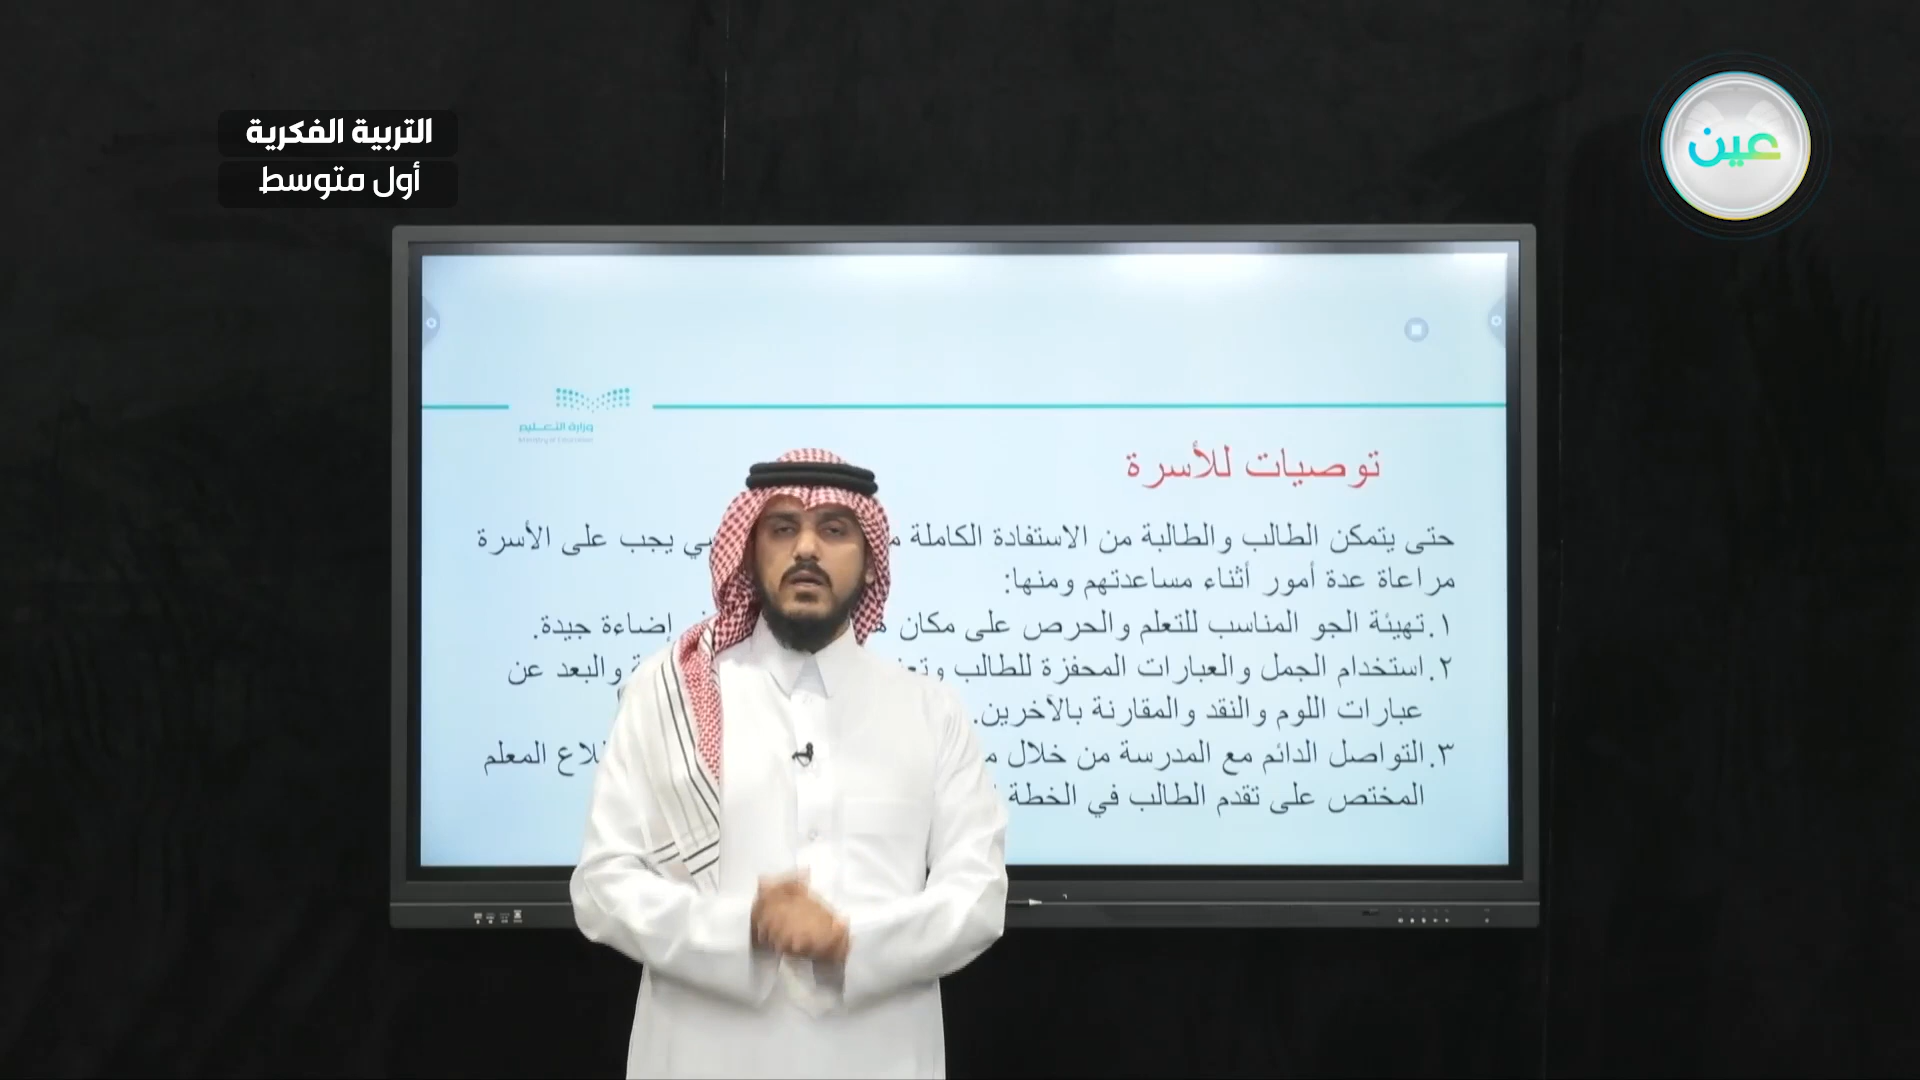 التربية الفكرية
أول متوسط
عين
وزارة التعليم
Ministry of Education
توصيات للأسرة
حتى يتمكن الطالب والطالبة من الاستفادة الكاملة يجب على الأسرة
مراعاة عدة أمور أثناء مساعدتهم ومنها:
١. تهيئة الجو المناسب للتعلم والحرص على مكان إضاءة جيدة.
٢. استخدام الجمل والعبارات المحفزة للطالب والبعد عن
عبارات اللوم والنقد والمقارنة بالآخرين.
٣. التواصل الدائم مع المدرسة من خلال المعلم
المختص على تقدم الطالب في الخطة